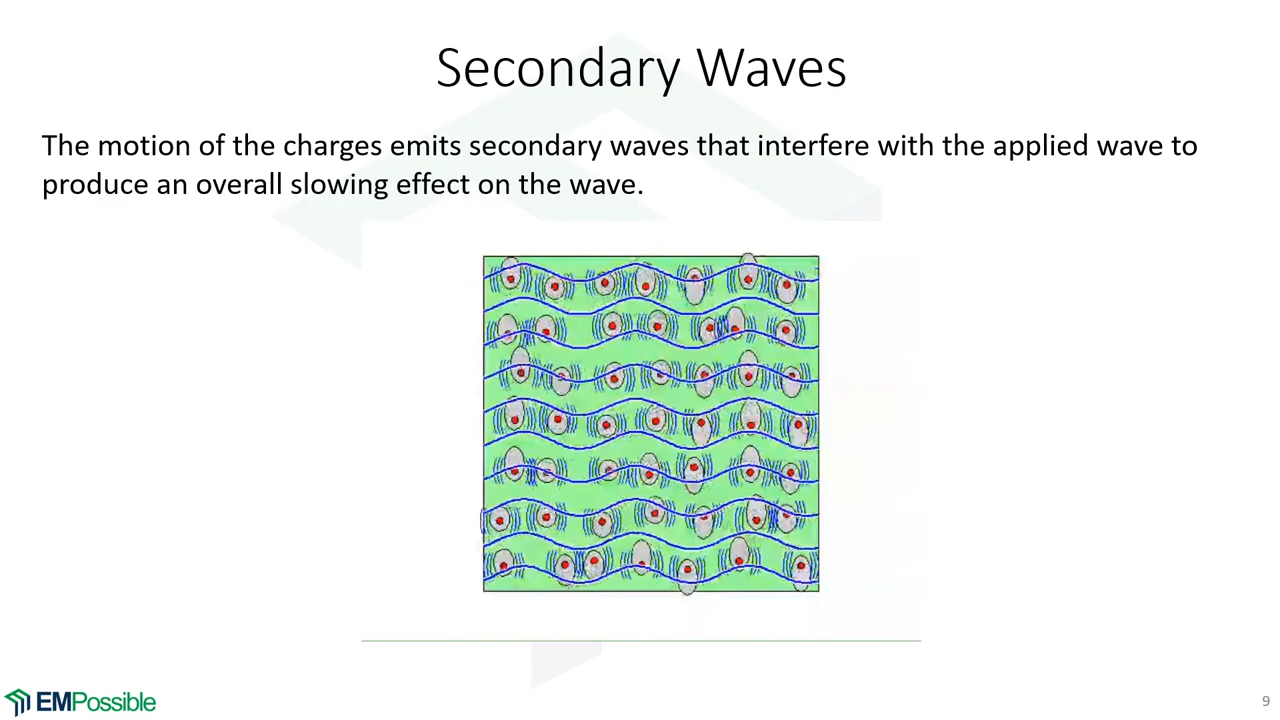 Secondary Waves
The motion of the charges emits secondary waves that interfere with the applied wave to
produce an overall slowing effect on the wave.
EMPossible
9